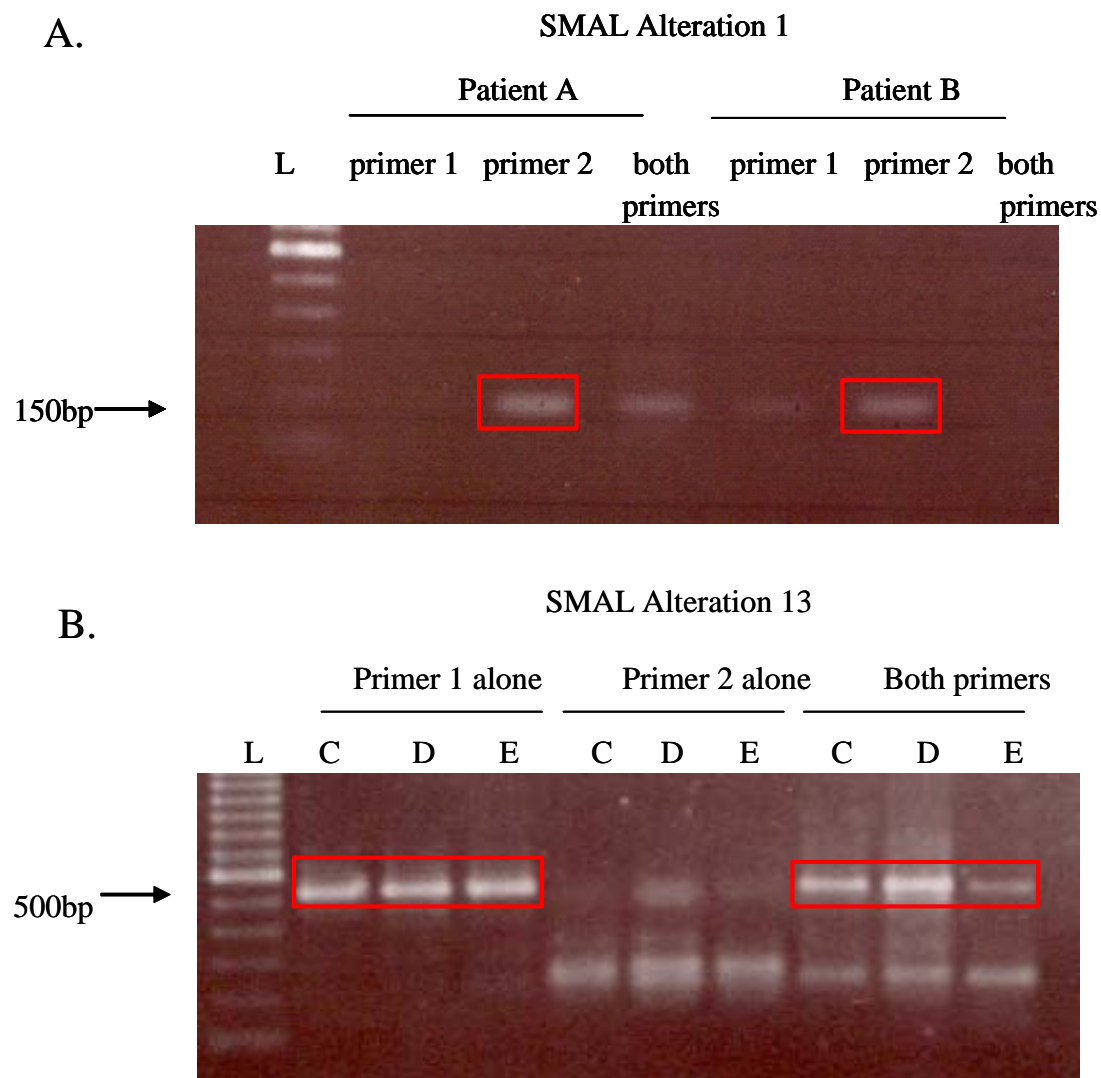 A.
SMAL Alteration 1
Patient A Patient B
L primer 1 primer 2 both primer 1 primer 2 both
primers primers
150bp
SMAL Alteration 13
B.
Primer 1 alone Primer 2 alone Both primers
L C D E C D E C D E
500bp